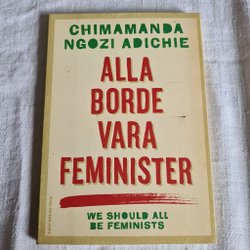 CHIMAMANDA
NGOZI ADICHIE
ALLA
BORDE
VARA
FEMINISTER
WE SHOULD ALL
BE FEMINISTS